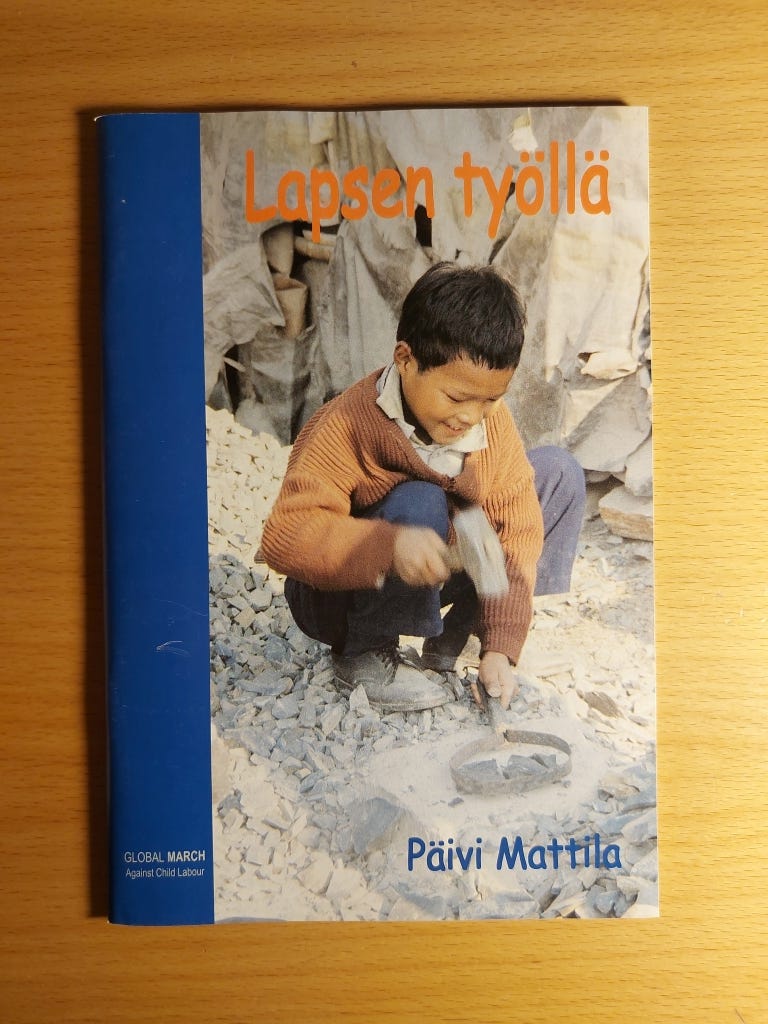 Lapsen työllä
Päivi Mattila
GLOBAL MARCH
Against Child Labour